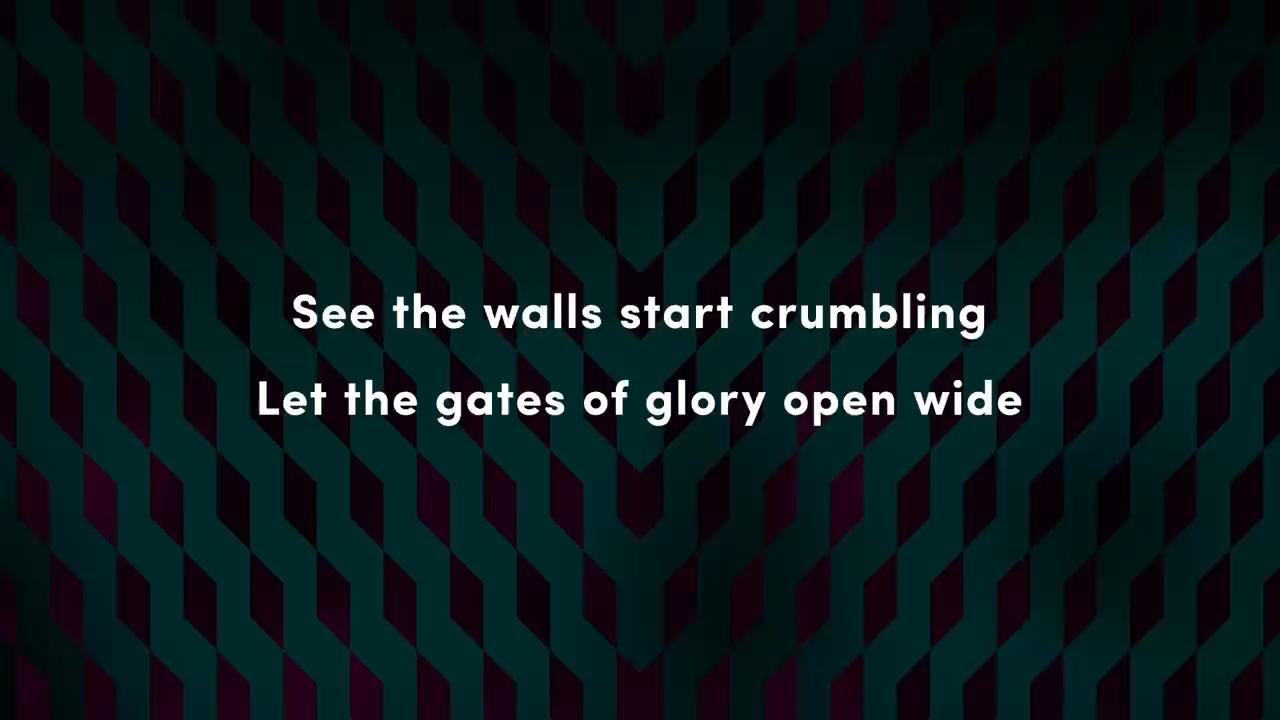 See the walls start crumbling
Let the gates of glory open wide